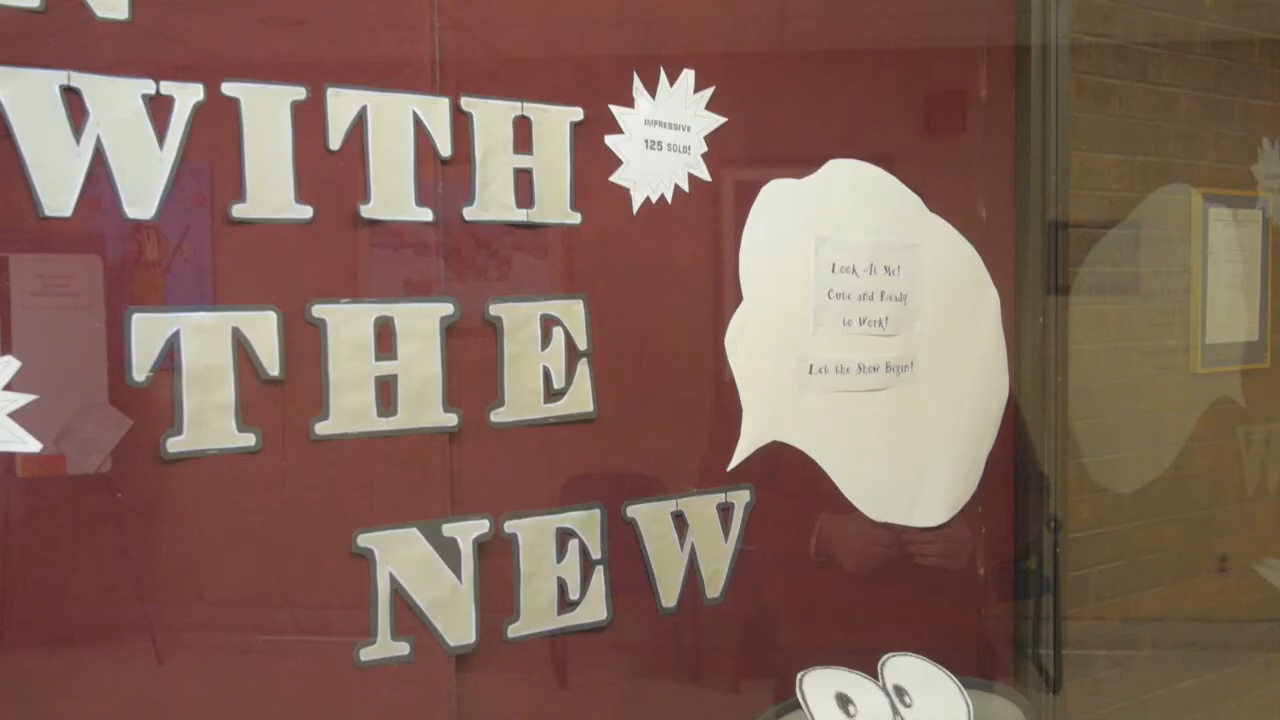 N
WITH
IMPRESSIVE
125 SOLD!
THE
Look At Me!
Cute and Ready
to Work!
Let the Show Begin!
NEW